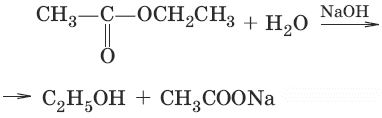 CH₃—C—OCH₂CH₃ + H₂O NaOH →
||
O
→ C₂H₅OH + CH₃COONa